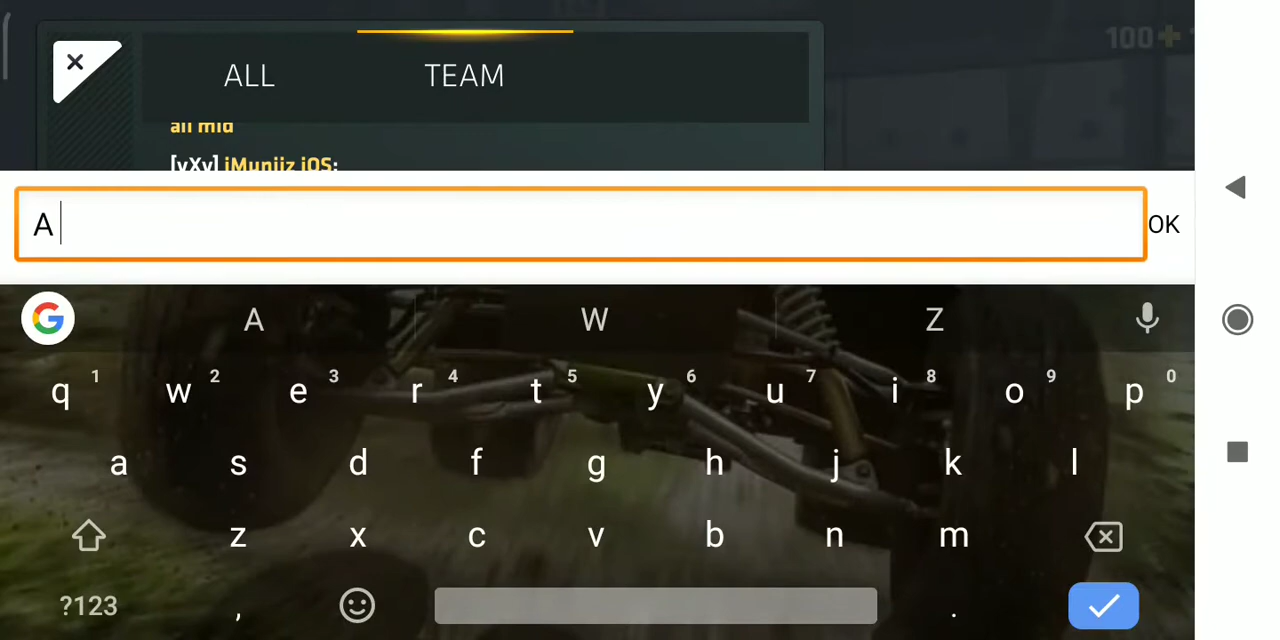 100+
ALL TEAM
all mid
[vXv] iMuniiz iOS:
A
OK
A W Z
q 1 w 2 e 3 r 4 t 5 y 6 u 7 i 8 o 9 p 0
a s d f g h j k l
z x c v b n m
?123 , .